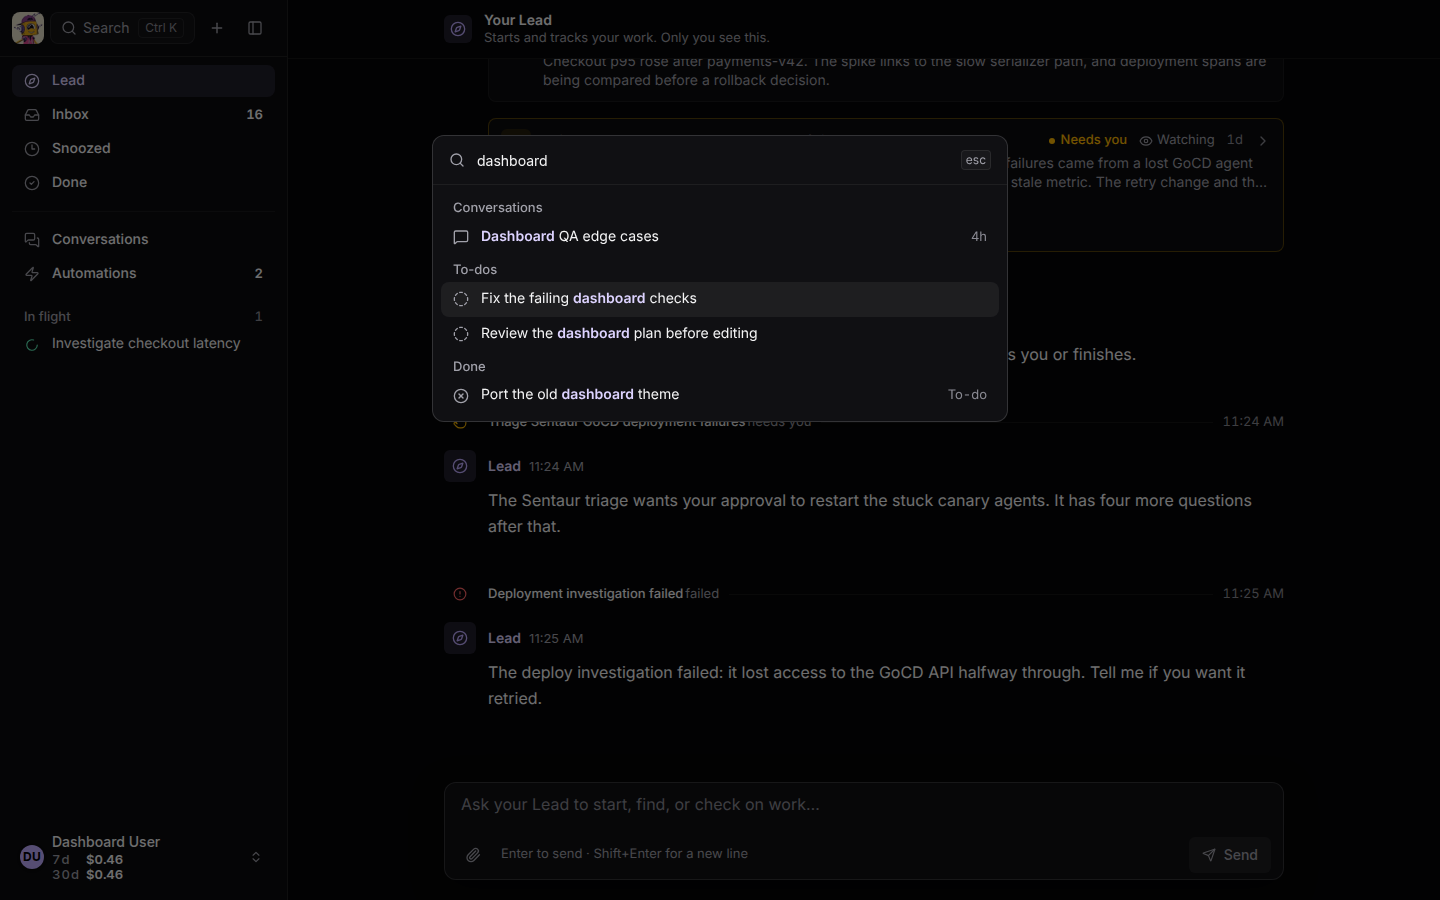 Search Ctrl K
Lead
Inbox 16
Snoozed
Done
Conversations
Automations 2
In flight 1
Investigate checkout latency
Dashboard User
DU
7d $0.46
30d $0.46
Your Lead
Starts and tracks your work. Only you see this.
Checkout p95 rose after payments-v42. The spike links to the slow serializer path, and deployment spans are
being compared before a rollback decision.
Needs you Watching 1d
failures came from a lost GoCD agent
stale metric. The retry change and th...
dashboard esc
Conversations
Dashboard QA edge cases 4h
To-dos
Fix the failing dashboard checks
Review the dashboard plan before editing
Done
Port the old dashboard theme To-do
s you or finishes.
Triage Sentaur GoCD deployment failures needs you 11:24 AM
Lead 11:24 AM
The Sentaur triage wants your approval to restart the stuck canary agents. It has four more questions
after that.
Deployment investigation failed failed 11:25 AM
Lead 11:25 AM
The deploy investigation failed: it lost access to the GoCD API halfway through. Tell me if you want it
retried.
Ask your Lead to start, find, or check on work...
Enter to send · Shift+Enter for a new line
Send